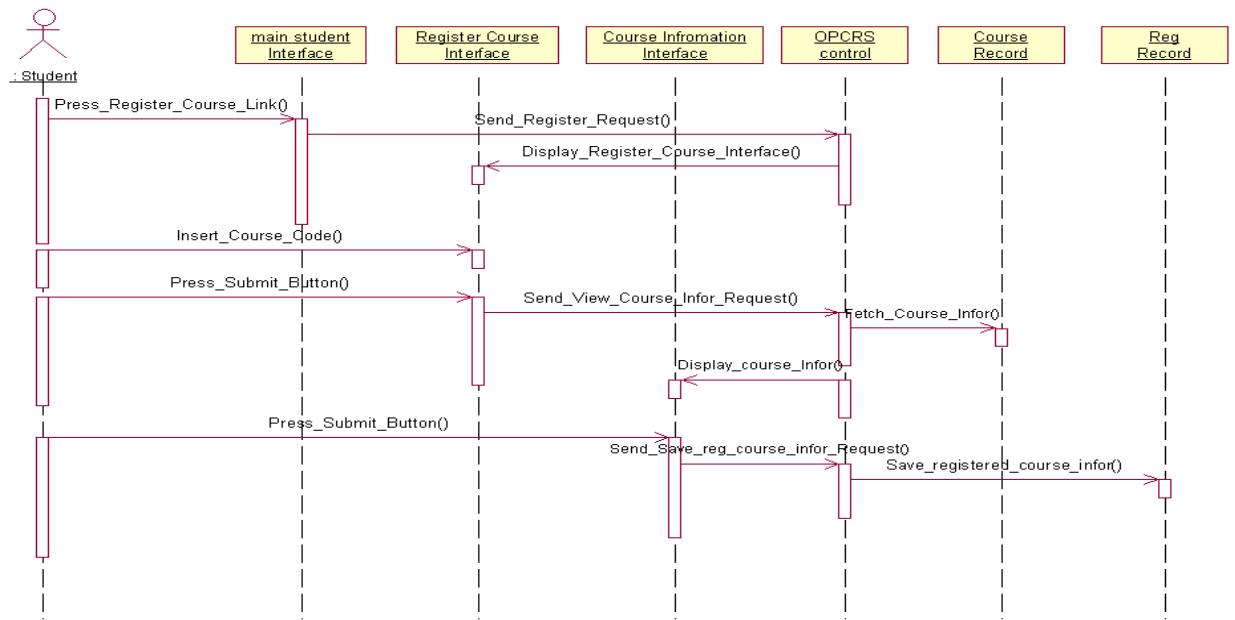 : Student
main student
Interface
Register Course
Interface
Course Infromation
Interface
OPCRS
control
Course
Record
Reg
Record
Press_Register_Course_Link()
Send_Register_Request()
Display_Register_Course_Interface()
Insert_Course_Code()
Press_Submit_Button()
Send_View_Course_Infor_Request()
Fetch_Course_Infor()
Display_course_Infor()
Press_Submit_Button()
Send_Save_reg_course_infor_Request()
Save_registered_course_infor()